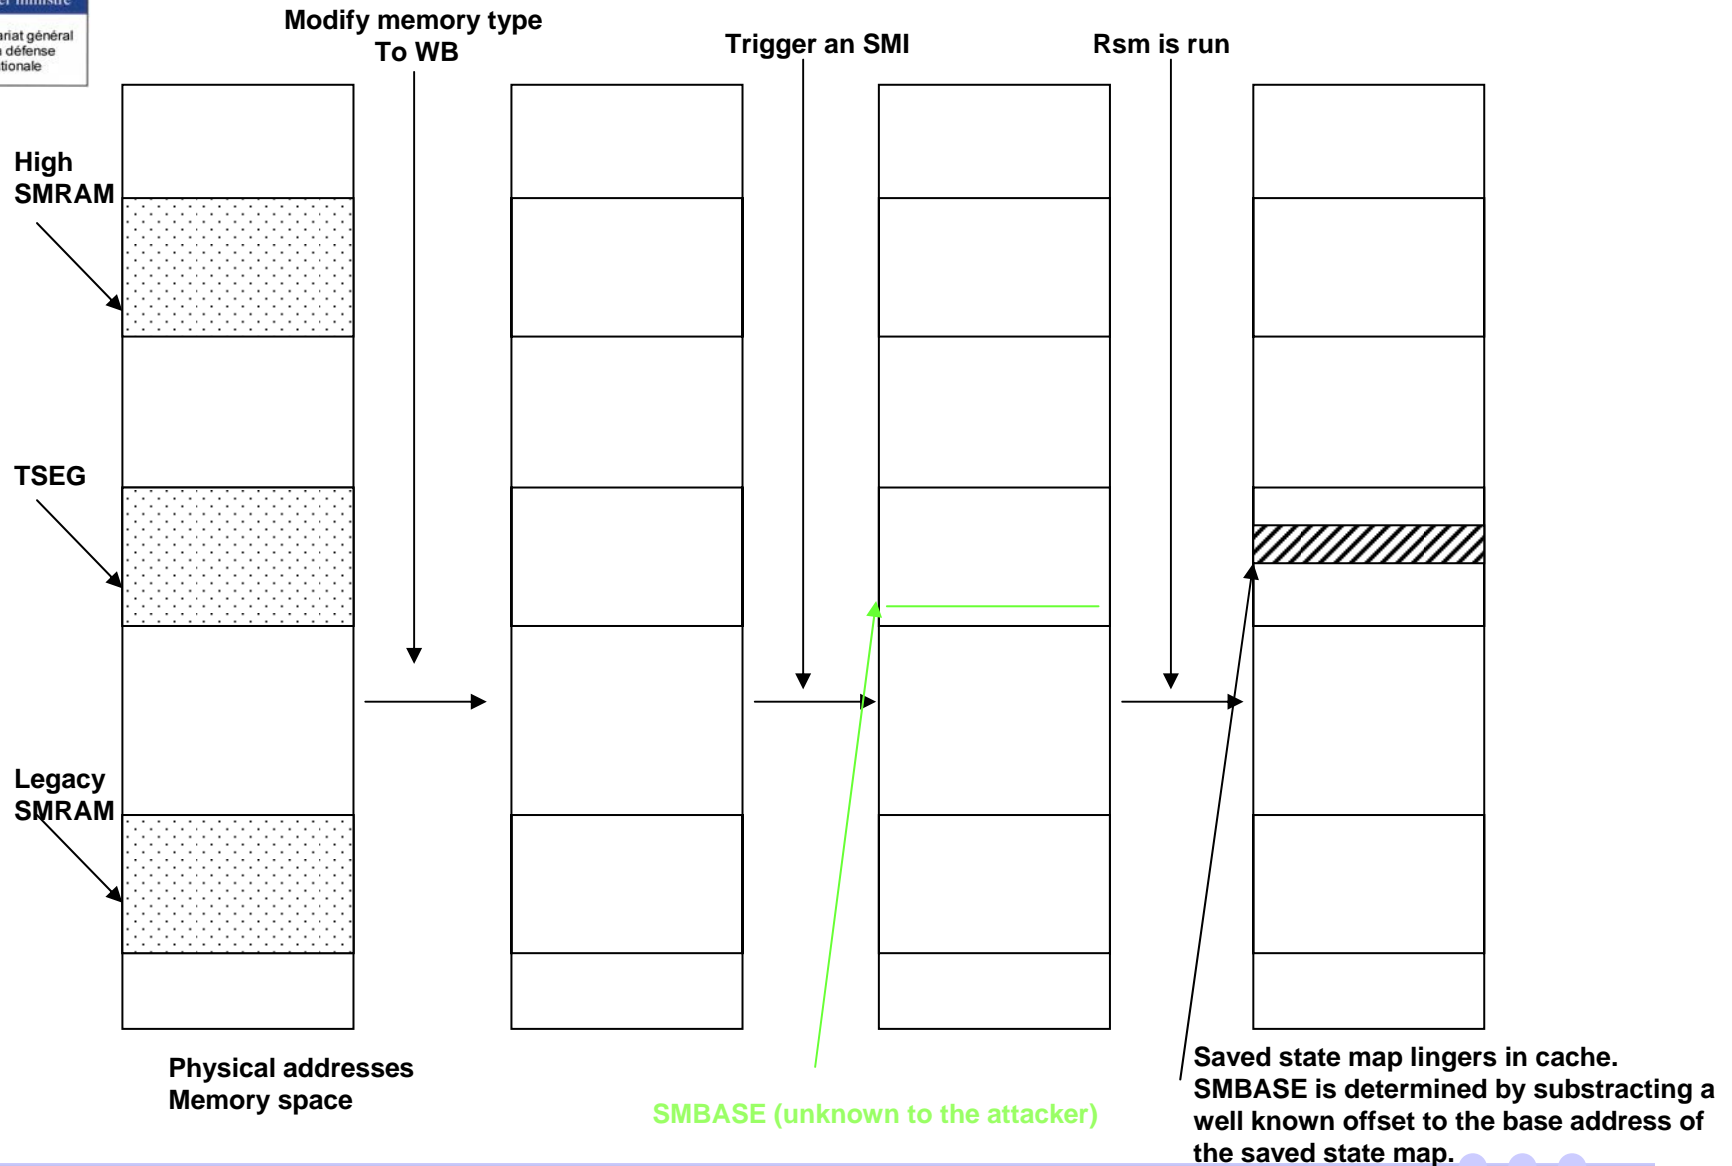 général
défense
Modify memory type
To WB
Trigger an SMI
Rsm is run
High
SMRAM
TSEG
Legacy
SMRAM
Physical addresses
Memory space
SMBASE (unknown to the attacker)
Saved state map lingers in cache.
SMBASE is determined by substracting a
well known offset to the base address of
the saved state map.